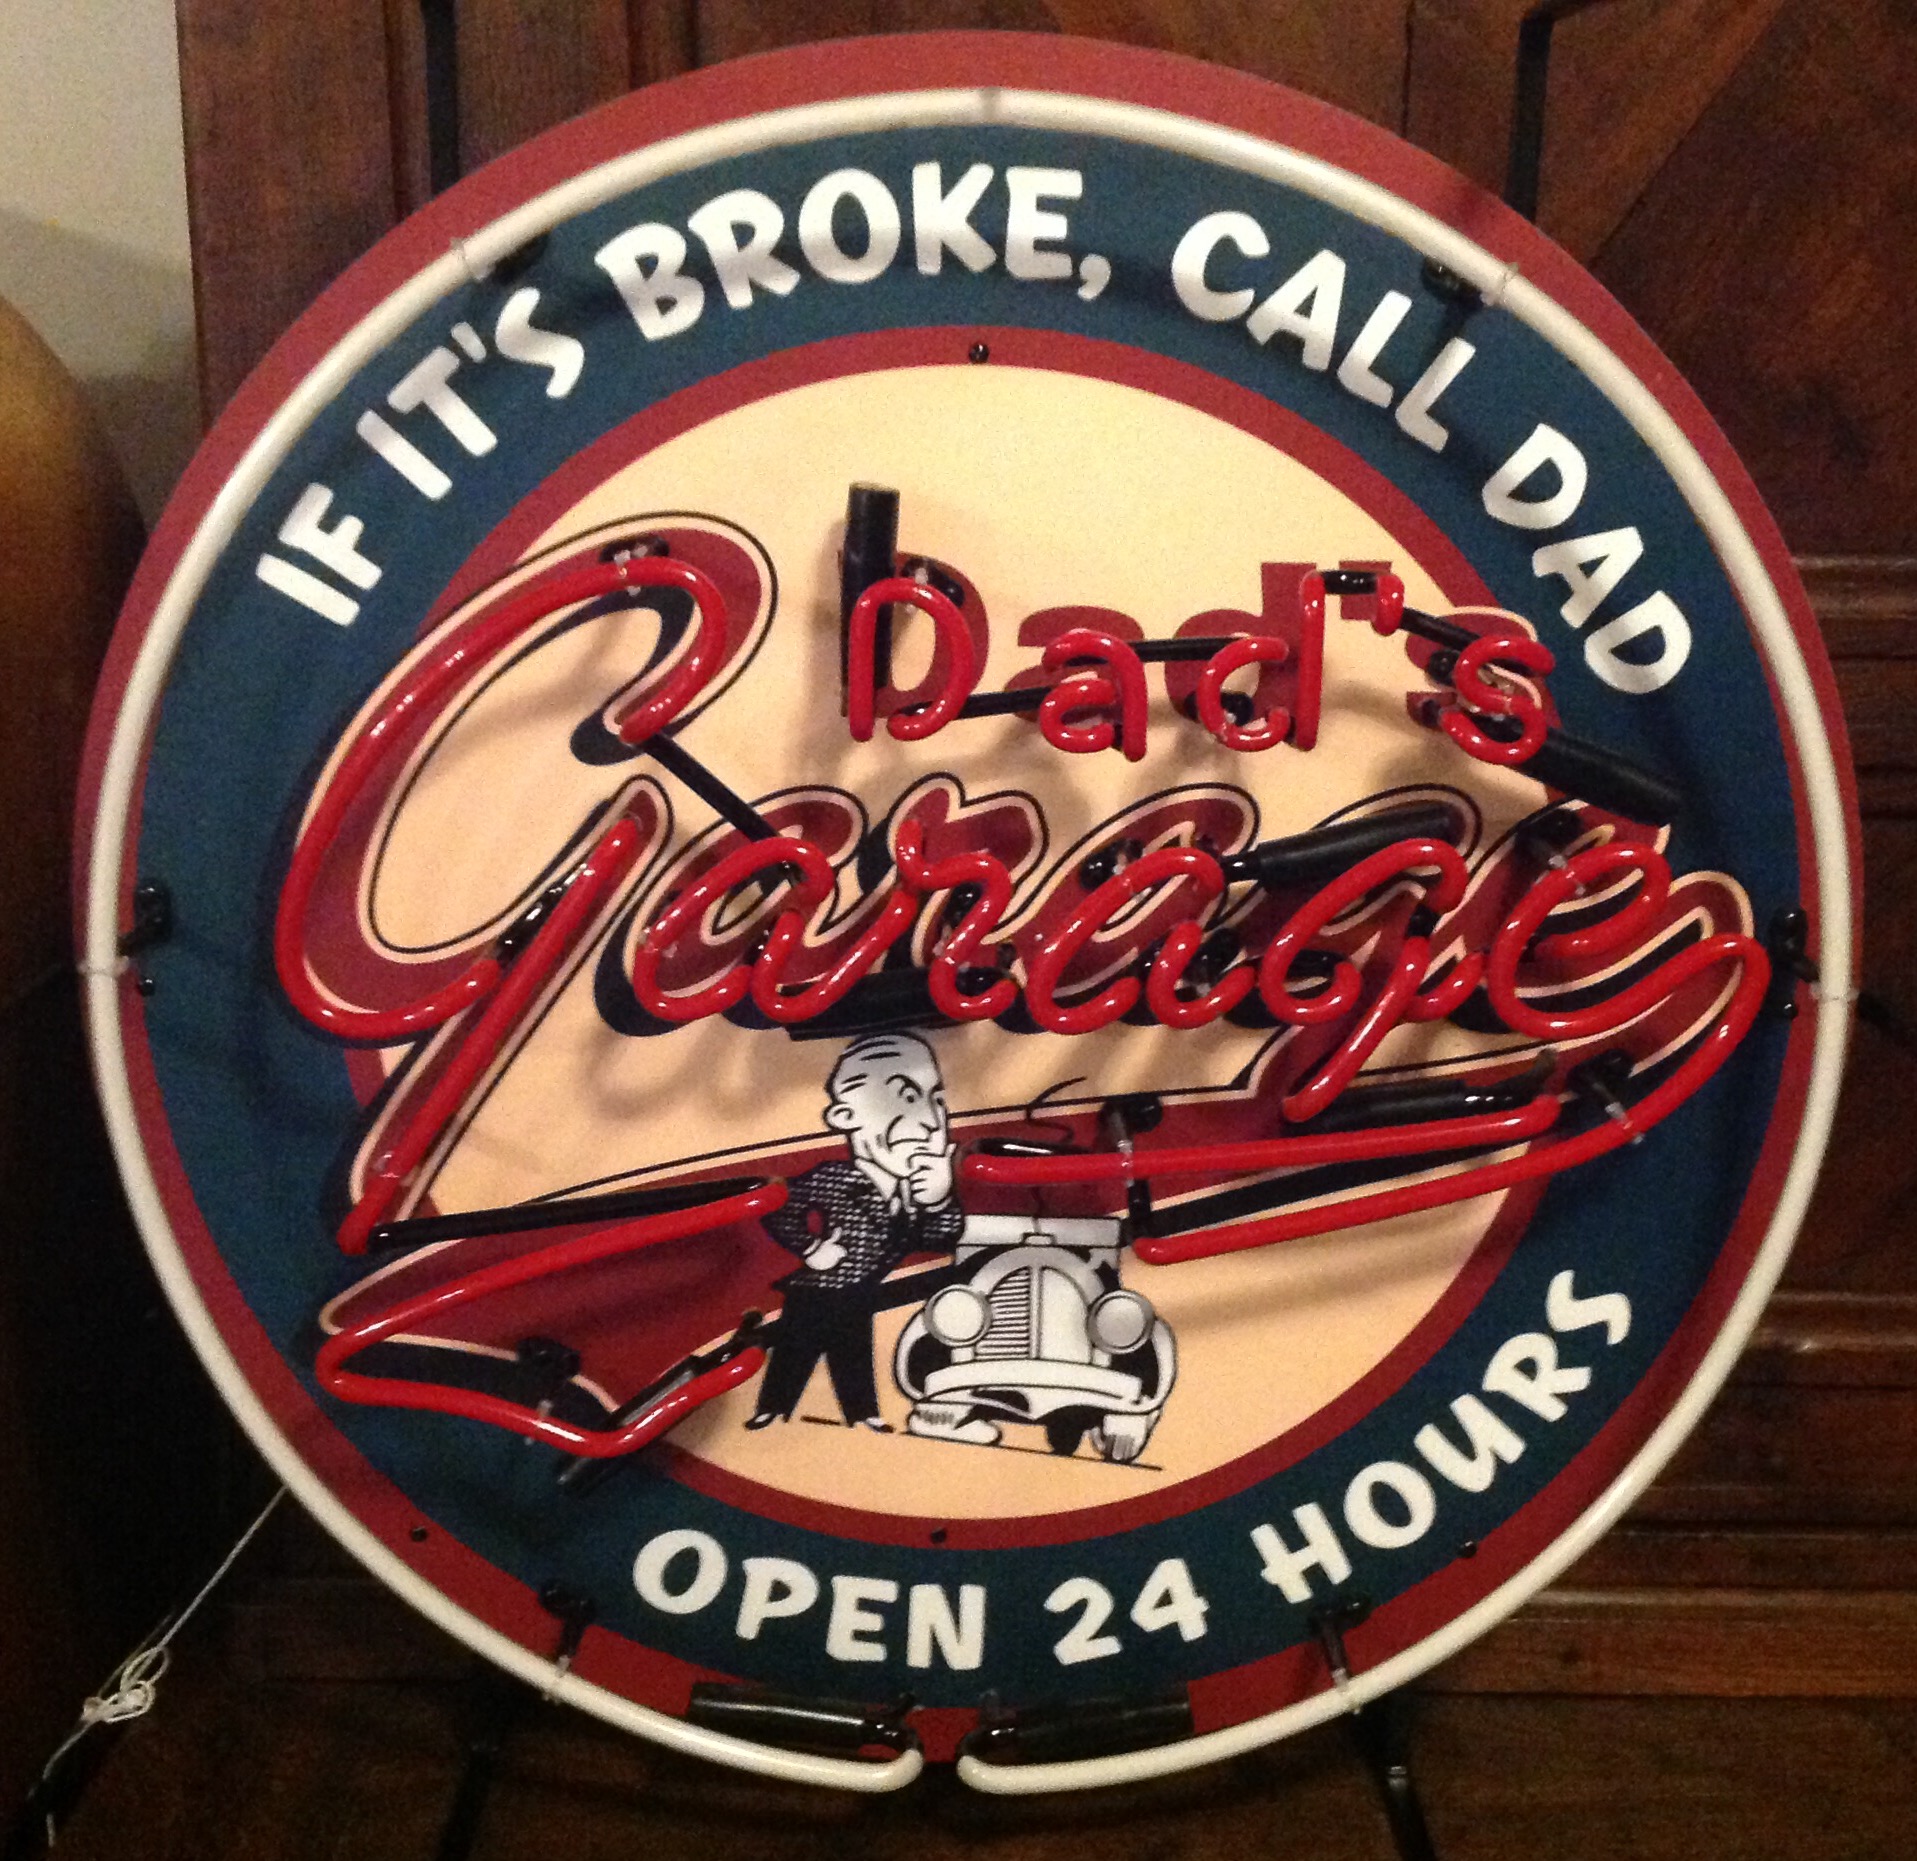 IF IT'S BROKE, CALL DAD
Dad's
Garage
OPEN 24 HOURS